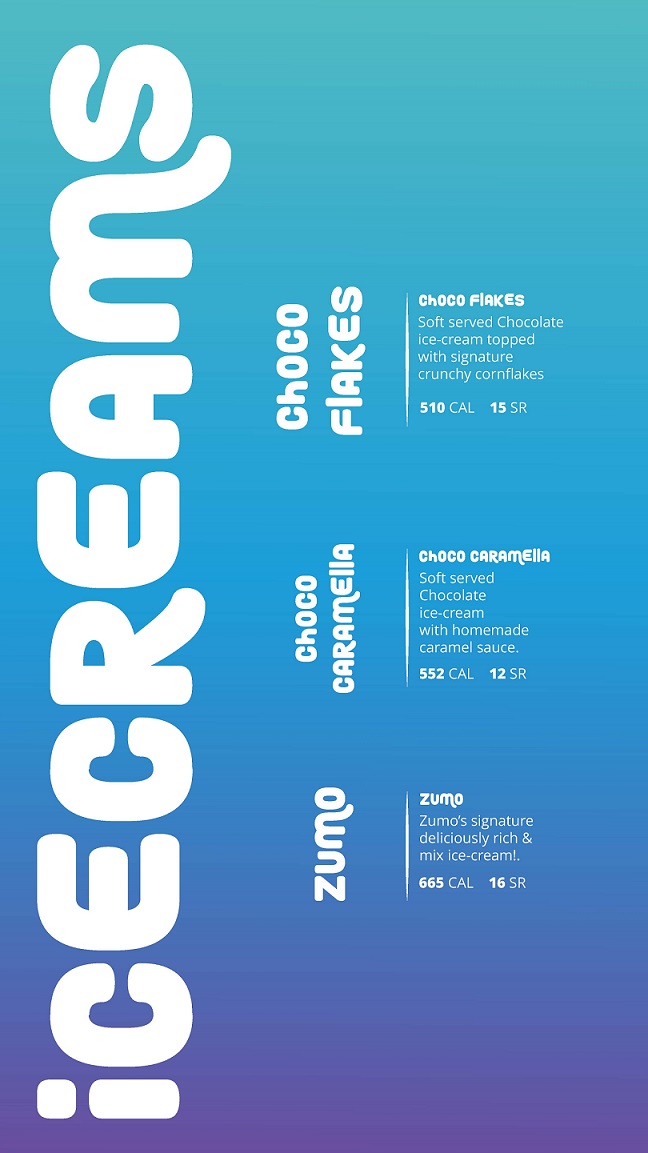 iCECREAms
ChOCO
FlAKES
ChOCO FlAKES
Soft served Chocolate
ice-cream topped
with signature
crunchy cornflakes
510 CAL 15 SR
ChOCO
CARAmEllA
ChOCO CARAmEllA
Soft served
Chocolate
ice-cream
with homemade
caramel sauce.
552 CAL 12 SR
ZUmO
ZUmO
Zumo's signature
deliciously rich &
mix ice-cream!.
665 CAL 16 SR